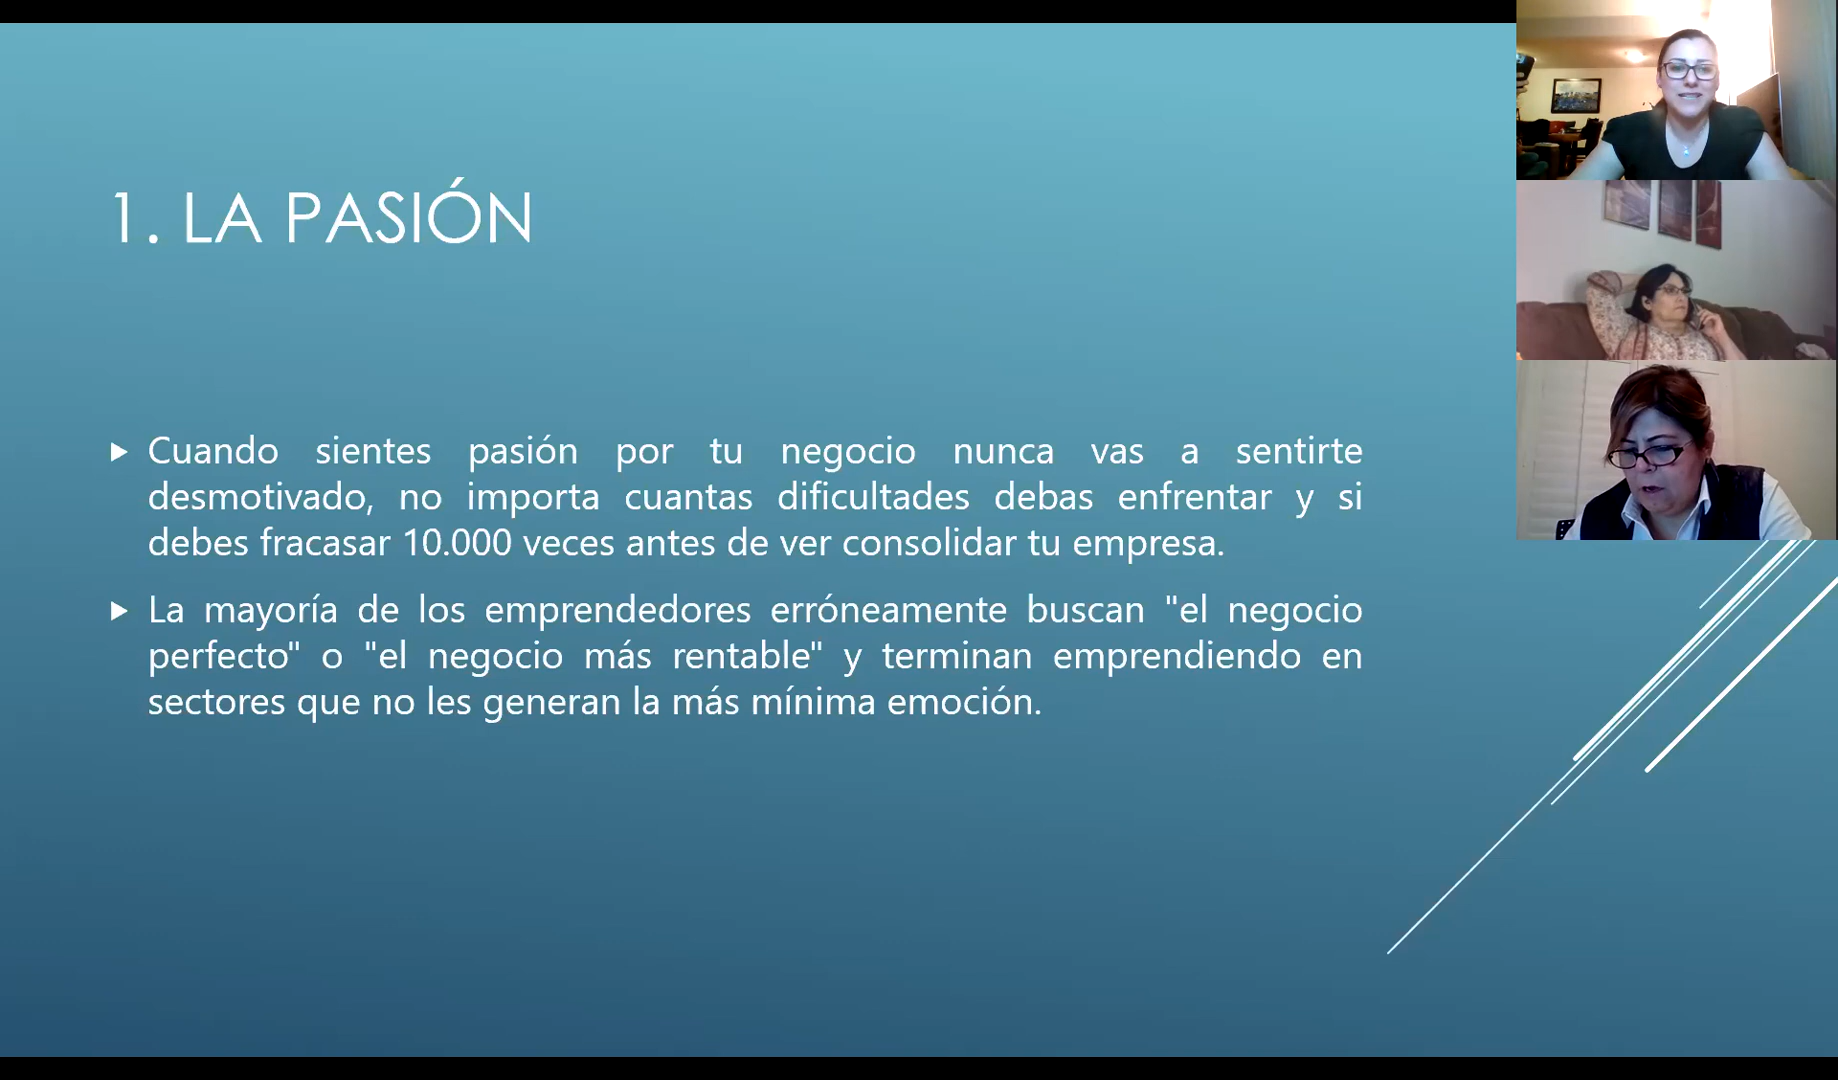 1. LA PASIÓN
Cuando sientes pasión por tu negocio nunca vas a sentirte
desmotivado, no importa cuantas dificultades debas enfrentar y si
debes fracasar 10.000 veces antes de ver consolidar tu empresa.
La mayoría de los emprendedores erróneamente buscan "el negocio
perfecto" o "el negocio más rentable" y terminan emprendiendo en
sectores que no les generan la más mínima emoción.